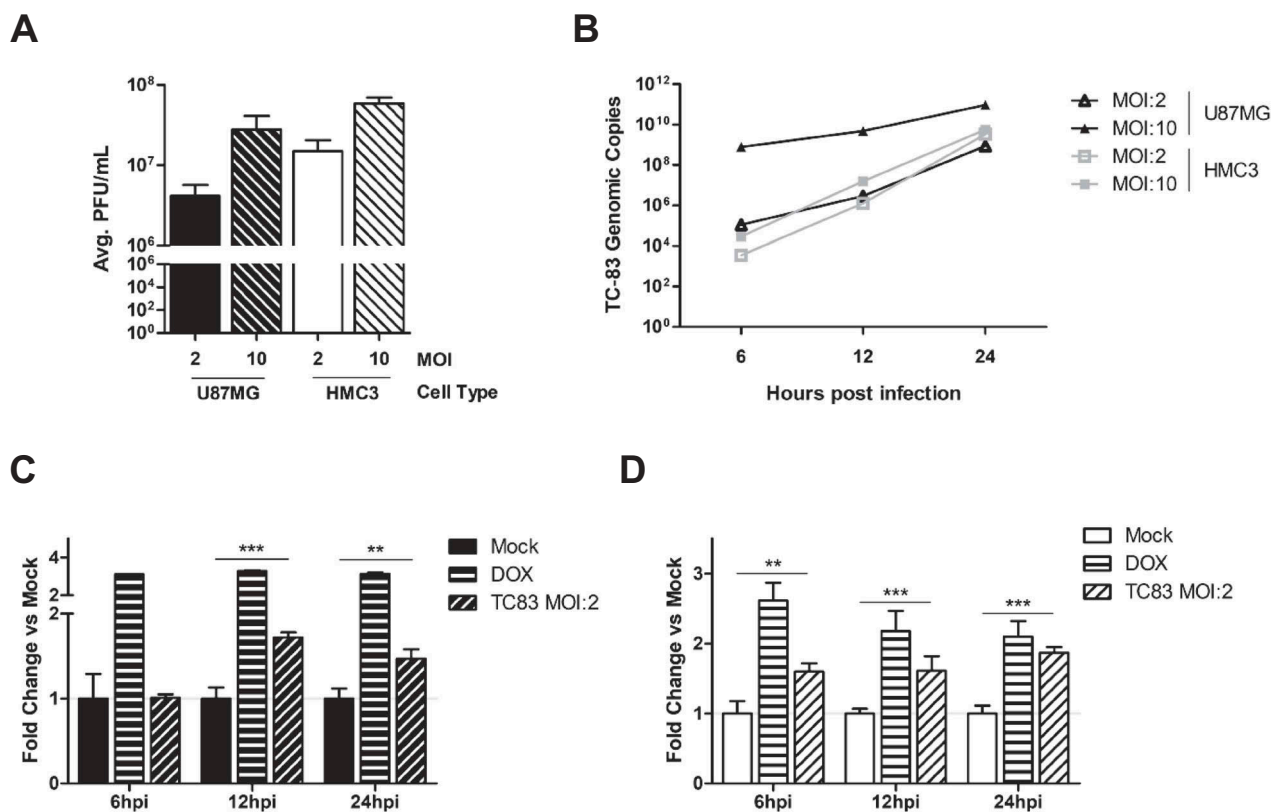 A
Avg. PFU/mL
10^8
10^7
10^6
10^6
10^4
10^2
10^0
2 10 2 10 MOI
U87MG HMC3 Cell Type
B
TC-83 Genomic Copies
10^12
10^10
10^8
10^6
10^4
10^2
10^0
6 12 24
Hours post infection
MOI:2
MOI:10
U87MG
MOI:2
MOI:10
HMC3
C
Fold Change vs Mock
4
2
2
1
0
*** **
6hpi 12hpi 24hpi
Mock
DOX
TC83 MOI:2
D
Fold Change vs Mock
3
2
1
0
** *** ***
6hpi 12hpi 24hpi
Mock
DOX
TC83 MOI:2